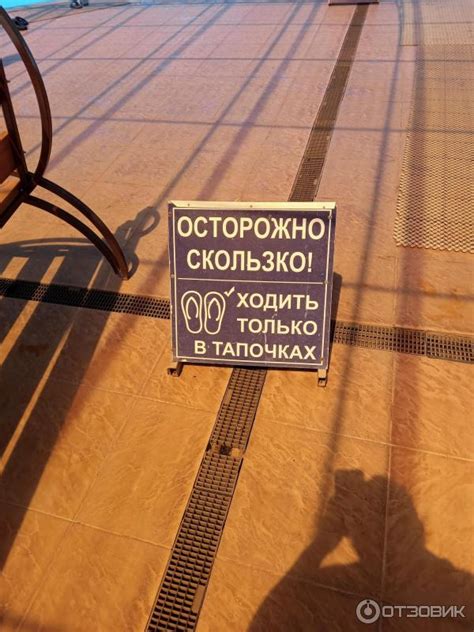 ОСТОРОЖНО
СКОЛЬЗКО!
ХОДИТЬ
ТОЛЬКО
В ТАПОЧКАХ
ОТЗОВИК